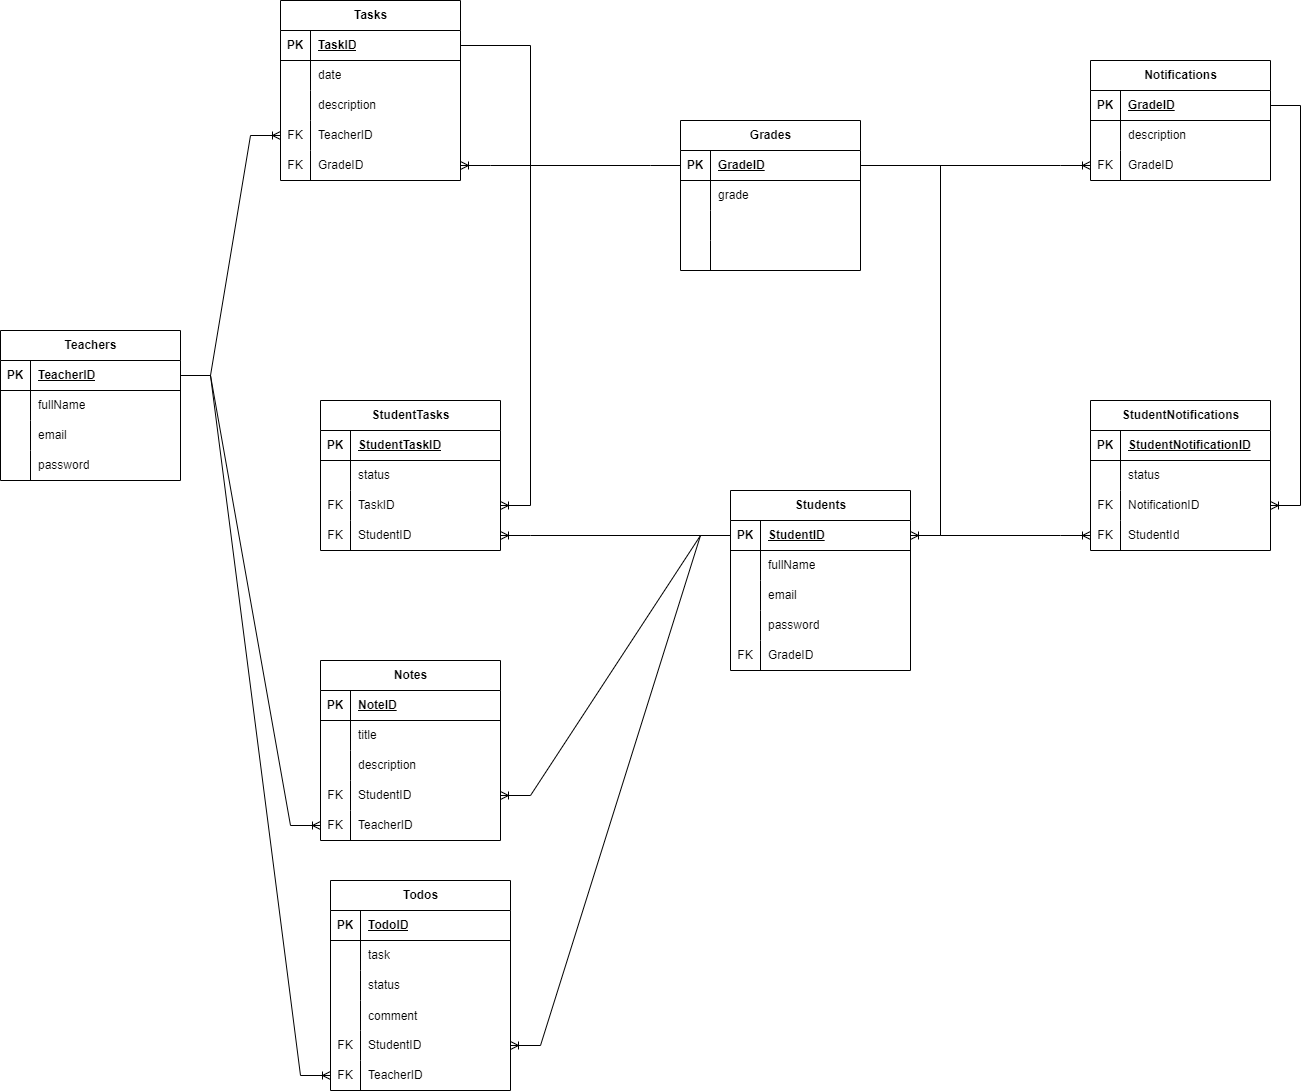 Tasks
PK TaskID
date
description
FK TeacherID
FK GradeID
Notifications
PK GradeID
description
FK GradeID
Grades
PK GradeID
grade
Teachers
PK TeacherID
fullName
email
password
StudentTasks
PK StudentTaskID
status
FK TaskID
FK StudentID
StudentNotifications
PK StudentNotificationID
status
FK NotificationID
FK StudentId
Students
PK StudentID
fullName
email
password
FK GradeID
Notes
PK NoteID
title
description
FK StudentID
FK TeacherID
Todos
PK TodoID
task
status
comment
FK StudentID
FK TeacherID